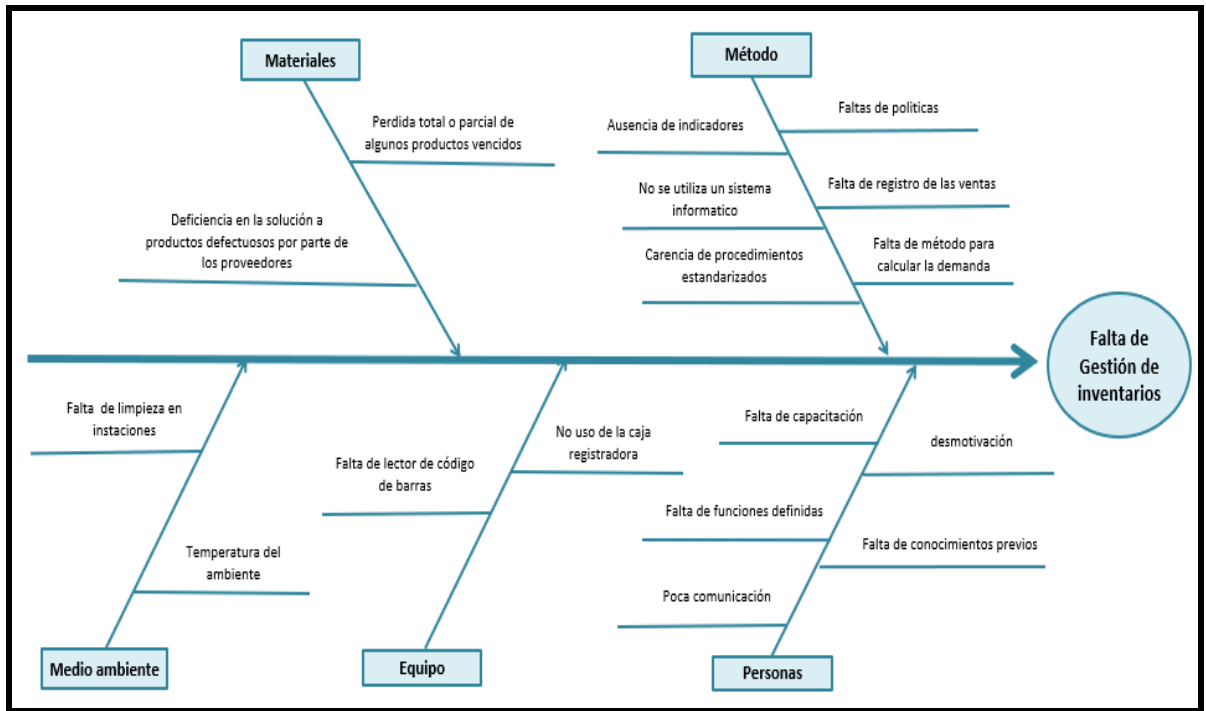 Materiales
Método
Perdida total o parcial de
algunos productos vencidos
Deficiencia en la solución a
productos defectuosos por parte de
los proveedores
Ausencia de indicadores
Faltas de politicas
No se utiliza un sistema
informatico
Falta de registro de las ventas
Carencia de procedimientos
estandarizados
Falta de método para
calcular la demanda
Falta de
Gestión de
inventarios
Falta de limpieza en
instaciones
Temperatura del
ambiente
Falta de lector de código
de barras
No uso de la caja
registradora
Falta de capacitación
desmotivación
Falta de funciones definidas
Falta de conocimientos previos
Poca comunicación
Medio ambiente
Equipo
Personas